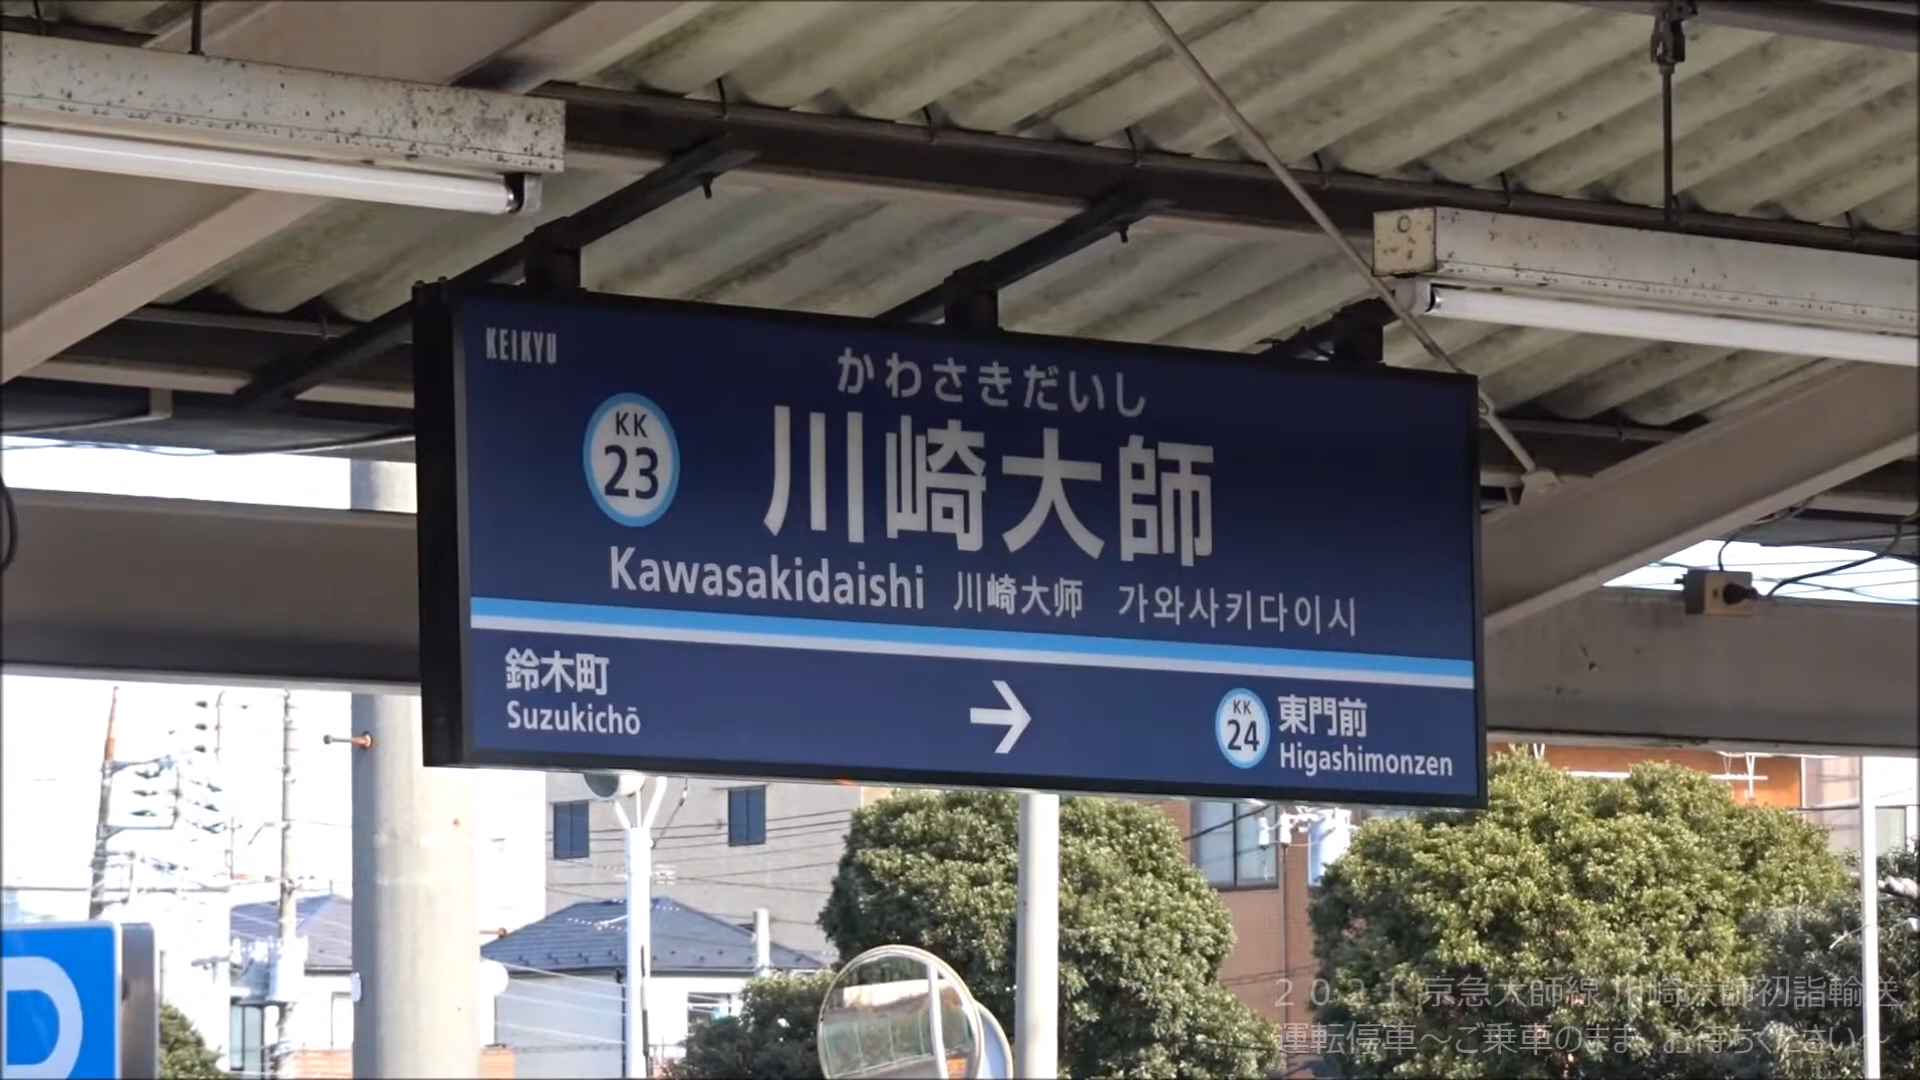 KEIKYU
かわさきだいし
KK
23
川崎大師
Kawasakidaishi 川崎大师 가와사키다이시
鈴木町
Suzukichō
→
KK
24
東門前
Higashimonzen
2021 京急大師線 川崎大師初詣輸送
運転停車～ご乗車のまま、お待ちください～